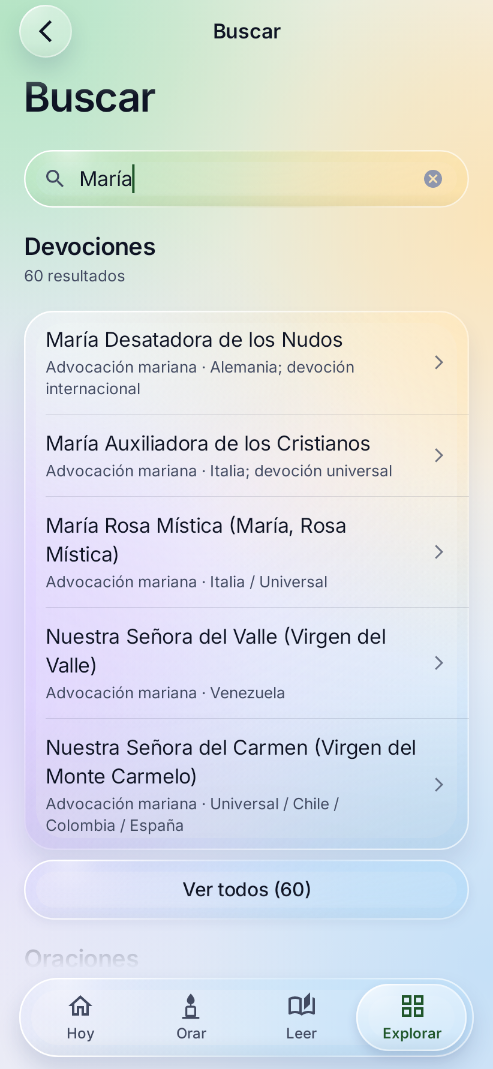 Buscar
Buscar
María
Devociones
60 resultados
María Desatadora de los Nudos
Advocación mariana · Alemania; devoción
internacional
María Auxiliadora de los Cristianos
Advocación mariana · Italia; devoción universal
María Rosa Mística (María, Rosa
Mística)
Advocación mariana · Italia / Universal
Nuestra Señora del Valle (Virgen del
Valle)
Advocación mariana · Venezuela
Nuestra Señora del Carmen (Virgen del
Monte Carmelo)
Advocación mariana · Universal / Chile /
Colombia / España
Ver todos (60)
Oraciones
Hoy
Orar
Leer
Explorar